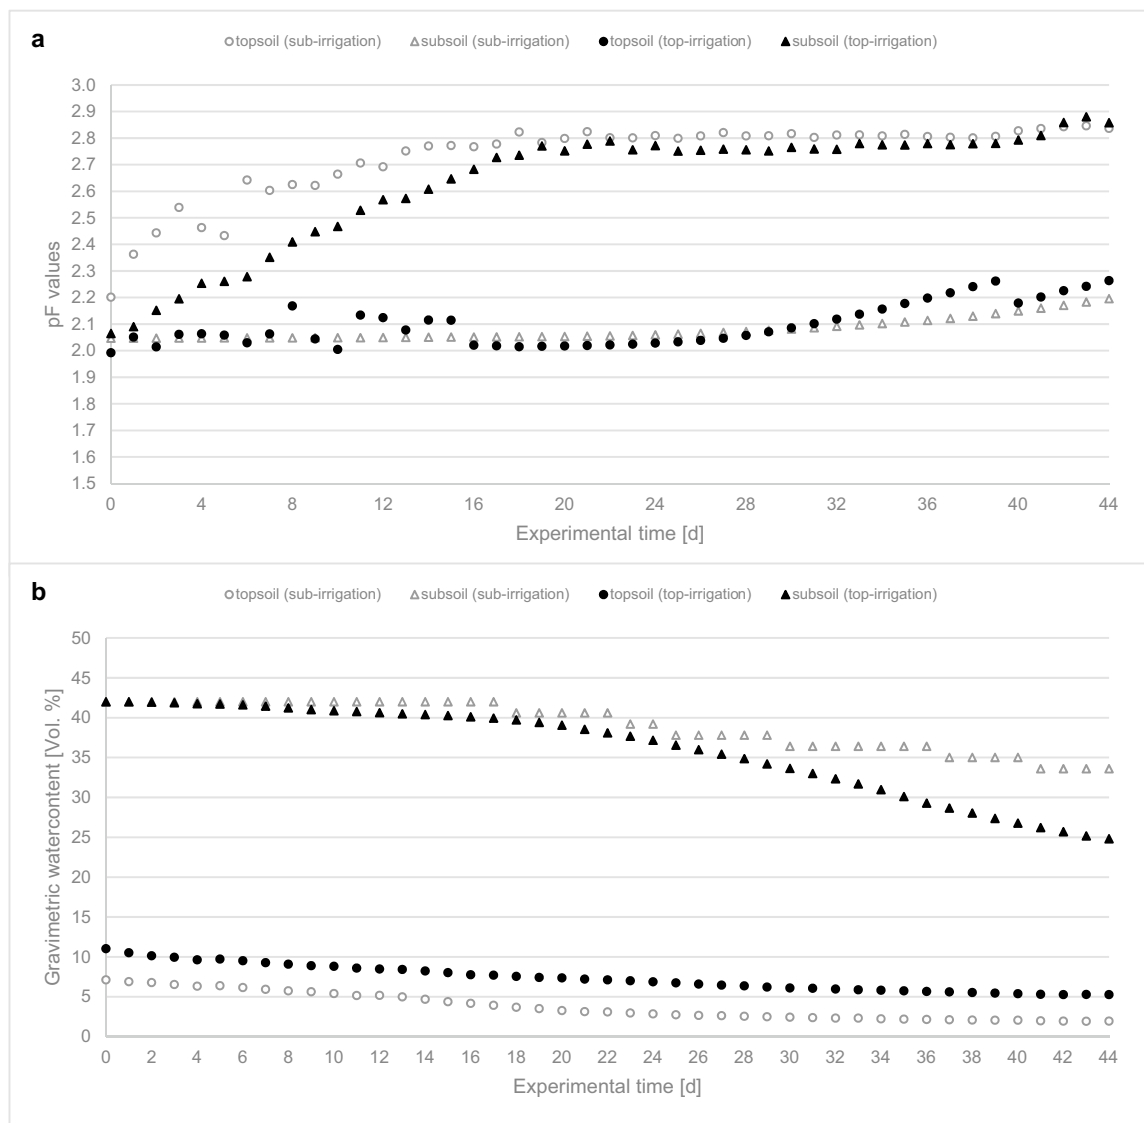 a
topsoil (sub-irrigation) subsoil (sub-irrigation) topsoil (top-irrigation) subsoil (top-irrigation)
3.0
2.9
2.8
2.7
2.6
2.5
2.4
2.3
2.2
2.1
2.0
1.9
1.8
1.7
1.6
1.5
pF values
0 4 8 12 16 20 24 28 32 36 40 44
Experimental time [d]
b
topsoil (sub-irrigation) subsoil (sub-irrigation) topsoil (top-irrigation) subsoil (top-irrigation)
50
45
40
35
30
25
20
15
10
5
0
Gravimetric watercontent [Vol. %]
0 2 4 6 8 10 12 14 16 18 20 22 24 26 28 30 32 34 36 38 40 42 44
Experimental time [d]